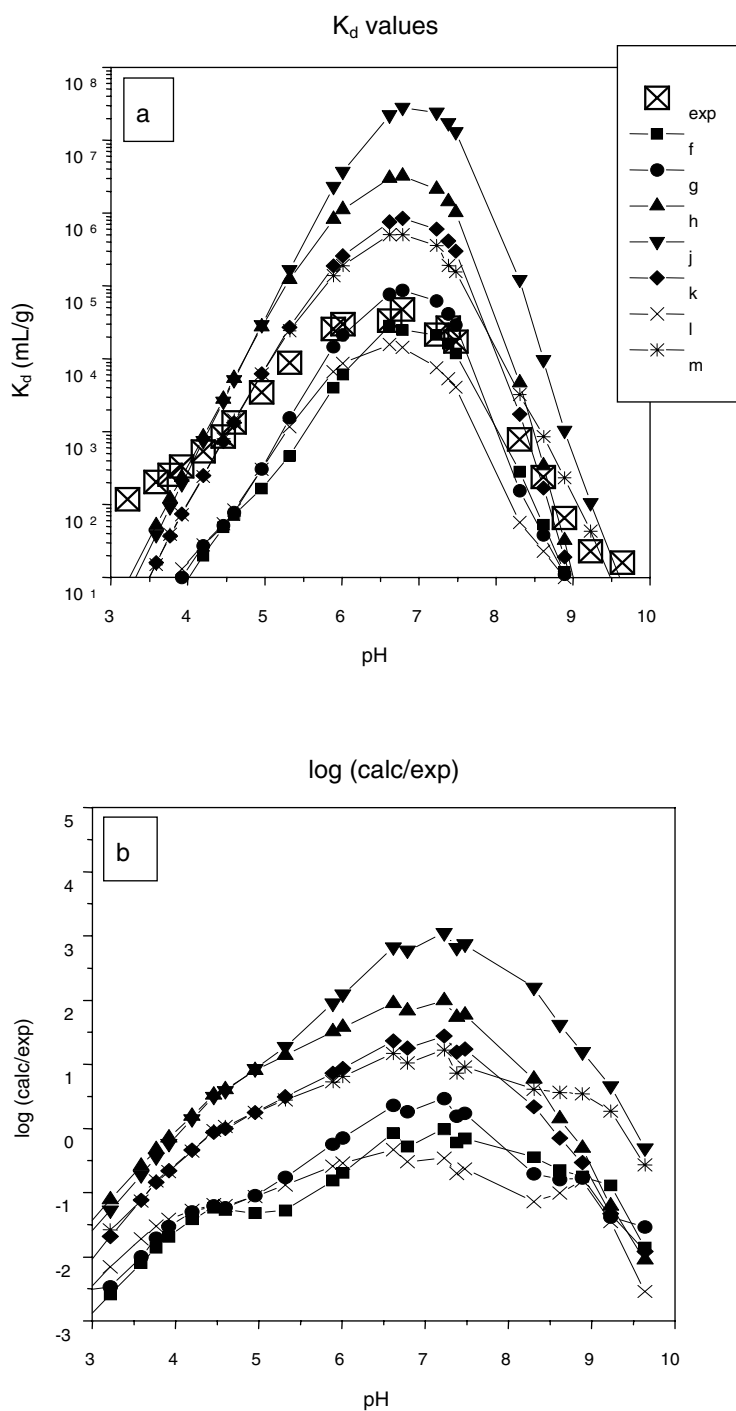 K_d values
a
10^8
10^7
10^6
10^5
10^4
10^3
10^2
10^1
K_d (mL/g)
3 4 5 6 7 8 9 10
pH
exp
f
g
h
j
k
l
m
log (calc/exp)
b
5
4
3
2
1
0
-1
-2
-3
log (calc/exp)
3 4 5 6 7 8 9 10
pH